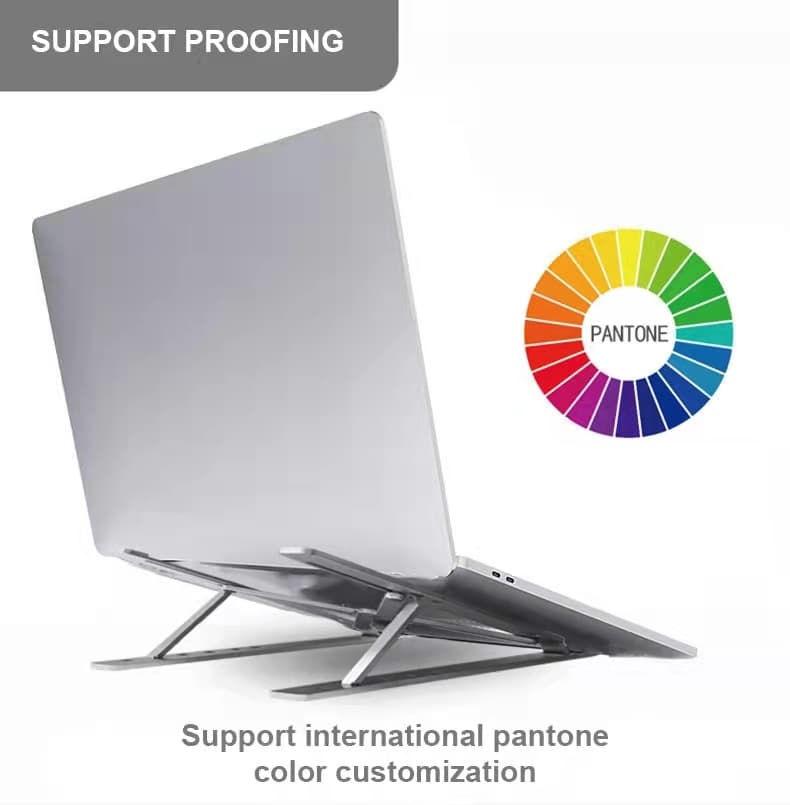 SUPPORT PROOFING
PANTONE
Support international pantone
color customization